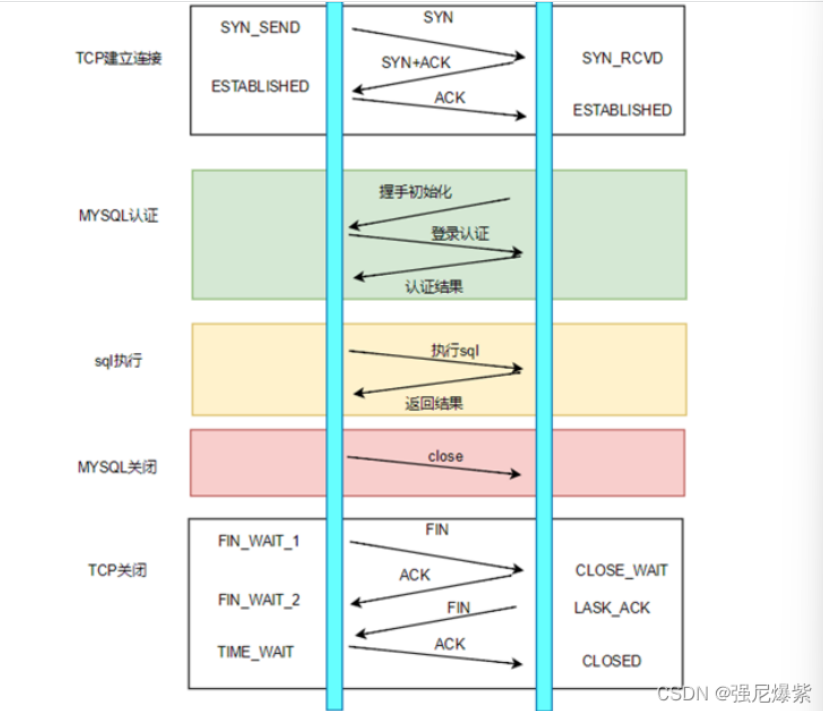 SYN_SEND
SYN
TCP建立连接
SYN+ACK
SYN_RCVD
ESTABLISHED
ACK
ESTABLISHED
握手初始化
MYSQL认证
登录认证
认证结果
sql执行
执行sql
返回结果
MYSQL关闭
close
FIN_WAIT_1
FIN
TCP关闭
ACK
CLOSE_WAIT
FIN_WAIT_2
FIN
LASK_ACK
TIME_WAIT
ACK
CLOSED
CSDN @强尼爆紫